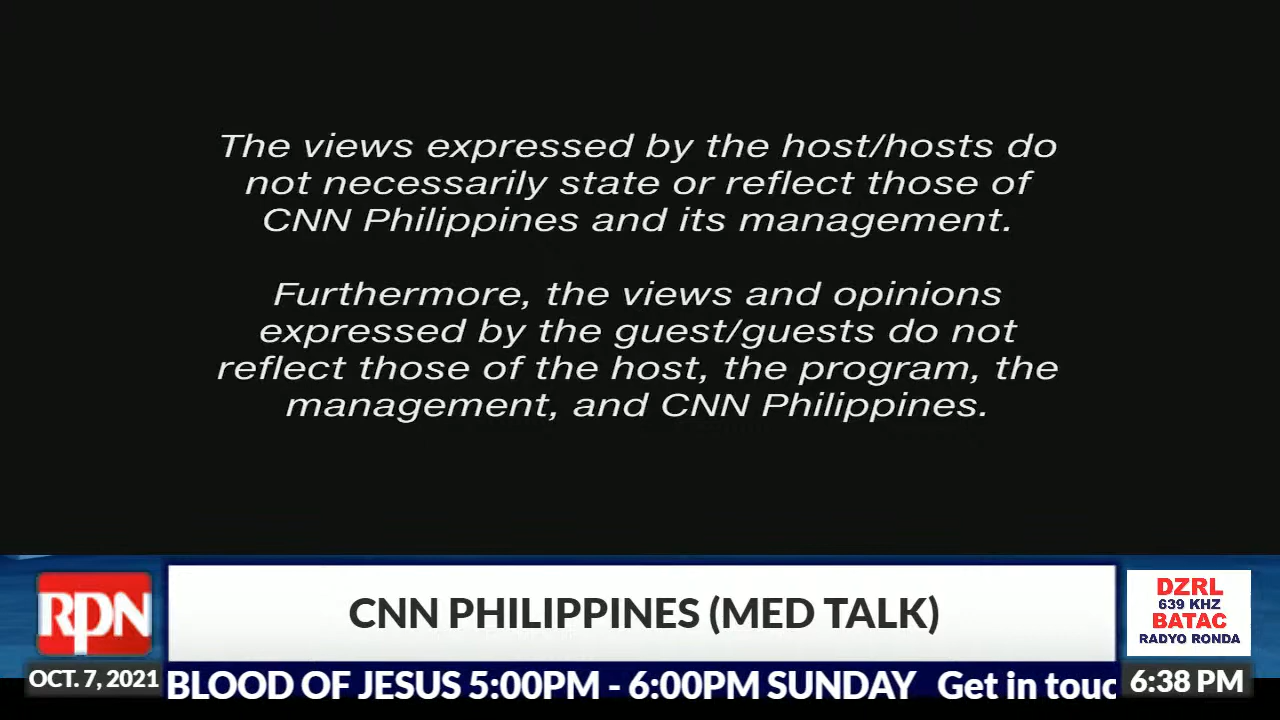 The views expressed by the host/hosts do
not necessarily state or reflect those of
CNN Philippines and its management.
Furthermore, the views and opinions
expressed by the guest/guests do not
reflect those of the host, the program, the
management, and CNN Philippines.
RPN
CNN PHILIPPINES (MED TALK)
DZRL
639 KHZ
BATAC
RADYO RONDA
OCT. 7, 2021
BLOOD OF JESUS 5:00PM - 6:00PM SUNDAY Get in touc
6:38 PM